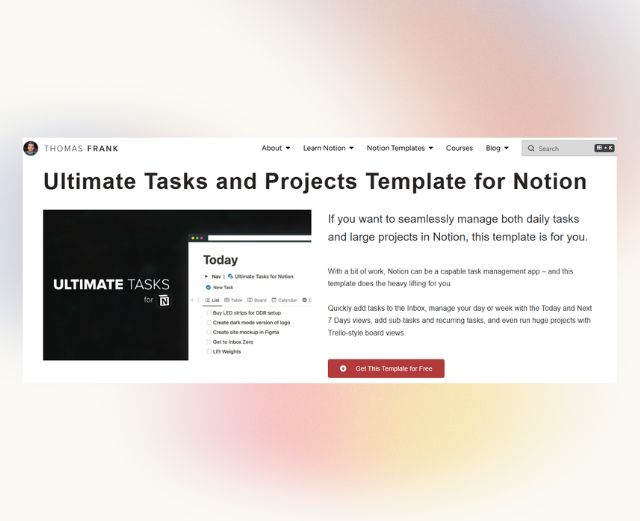 THOMAS FRANK
About
Learn Notion
Notion Templates
Courses
Blog
Search
+ K
Ultimate Tasks and Projects Template for Notion
ULTIMATE TASKS
for N
Today
Nav | Ultimate Tasks for Notion
New Task
List Table Board Calendar
Buy LED strips for DDR setup
Create dark mode version of logo
Create site mockup in Figma
Get to Inbox Zero
Lift Weights
If you want to seamlessly manage both daily tasks
and large projects in Notion, this template is for you.
With a bit of work, Notion can be a capable task management app – and this
template does the heavy lifting for you.
Quickly add tasks to the Inbox, manage your day or week with the Today and Next
7 Days views, add sub-tasks and recurring tasks, and even run huge projects with
Trello-style board views.
Get This Template for Free